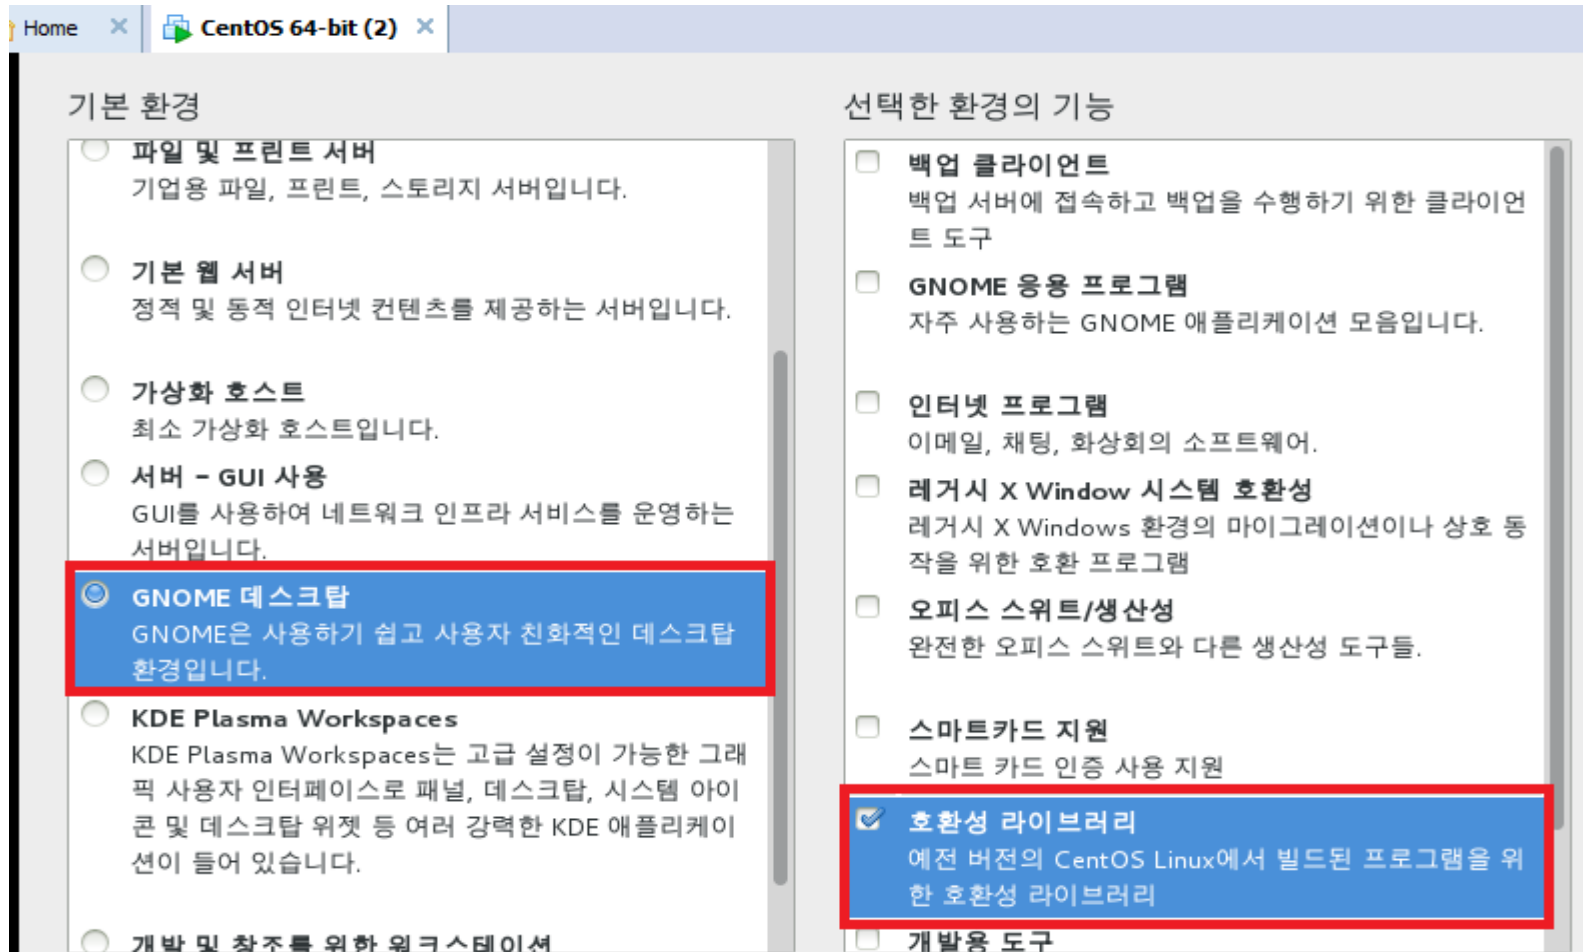 Home
CentOS 64-bit (2)
기본 환경
파일 및 프린트 서버
기업용 파일, 프린트, 스토리지 서버입니다.
기본 웹 서버
정적 및 동적 인터넷 컨텐츠를 제공하는 서버입니다.
가상화 호스트
최소 가상화 호스트입니다.
서버 – GUI 사용
GUI를 사용하여 네트워크 인프라 서비스를 운영하는
서버입니다.
GNOME 데스크탑
GNOME은 사용하기 쉽고 사용자 친화적인 데스크탑
환경입니다.
KDE Plasma Workspaces
KDE Plasma Workspaces는 고급 설정이 가능한 그래
픽 사용자 인터페이스로 패널, 데스크탑, 시스템 아이
콘 및 데스크탑 위젯 등 여러 강력한 KDE 애플리케이
션이 들어 있습니다.
개발 및 창조를 위한 워크스테이션
선택한 환경의 기능
백업 클라이언트
백업 서버에 접속하고 백업을 수행하기 위한 클라이언
트 도구
GNOME 응용 프로그램
자주 사용하는 GNOME 애플리케이션 모음입니다.
인터넷 프로그램
이메일, 채팅, 화상회의 소프트웨어.
레거시 X Window 시스템 호환성
레거시 X Windows 환경의 마이그레이션이나 상호 동
작을 위한 호환 프로그램
오피스 스위트/생산성
완전한 오피스 스위트와 다른 생산성 도구들.
스마트카드 지원
스마트 카드 인증 사용 지원
호환성 라이브러리
예전 버전의 CentOS Linux에서 빌드된 프로그램을 위
한 호환성 라이브러리
개발용 도구